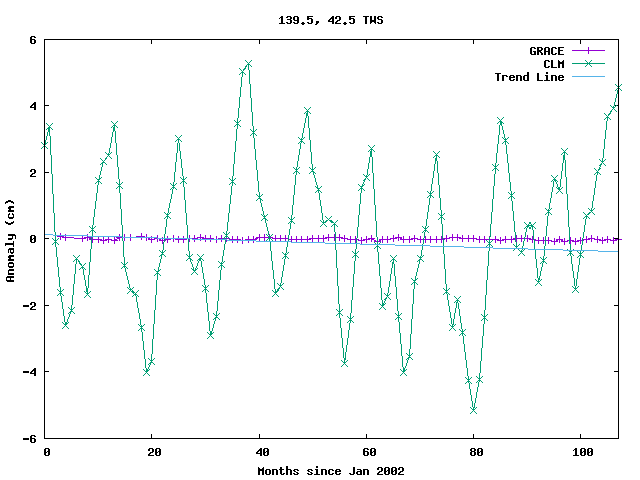 139.5, 42.5 TWS
GRACE
CLM
Trend Line
6
4
2
0
-2
-4
-6
Anomaly (cm)
0 20 40 60 80 100
Months since Jan 2002